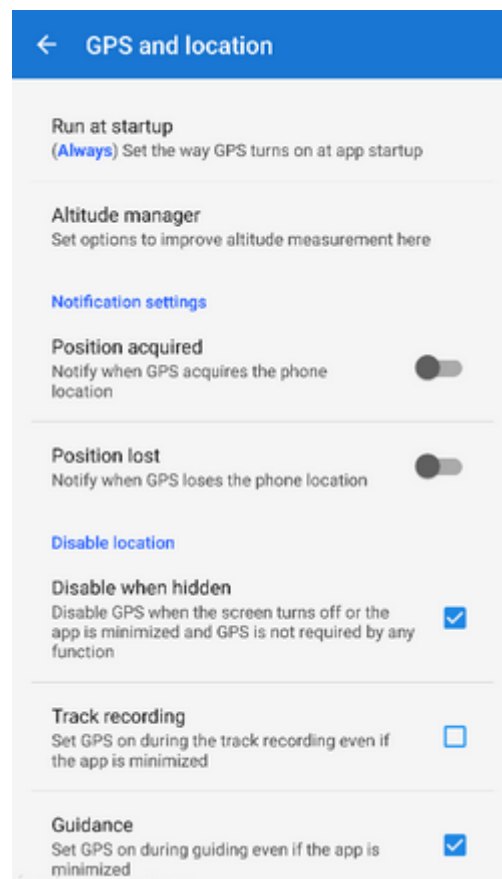 GPS and location
Run at startup
(Always) Set the way GPS turns on at app startup
Altitude manager
Set options to improve altitude measurement here
Notification settings
Position acquired
Notify when GPS acquires the phone
location
Position lost
Notify when GPS loses the phone location
Disable location
Disable when hidden
Disable GPS when the screen turns off or the
app is minimized and GPS is not required by any
function
Track recording
Set GPS on during the track recording even if
the app is minimized
Guidance
Set GPS on during guiding even if the app is
minimized